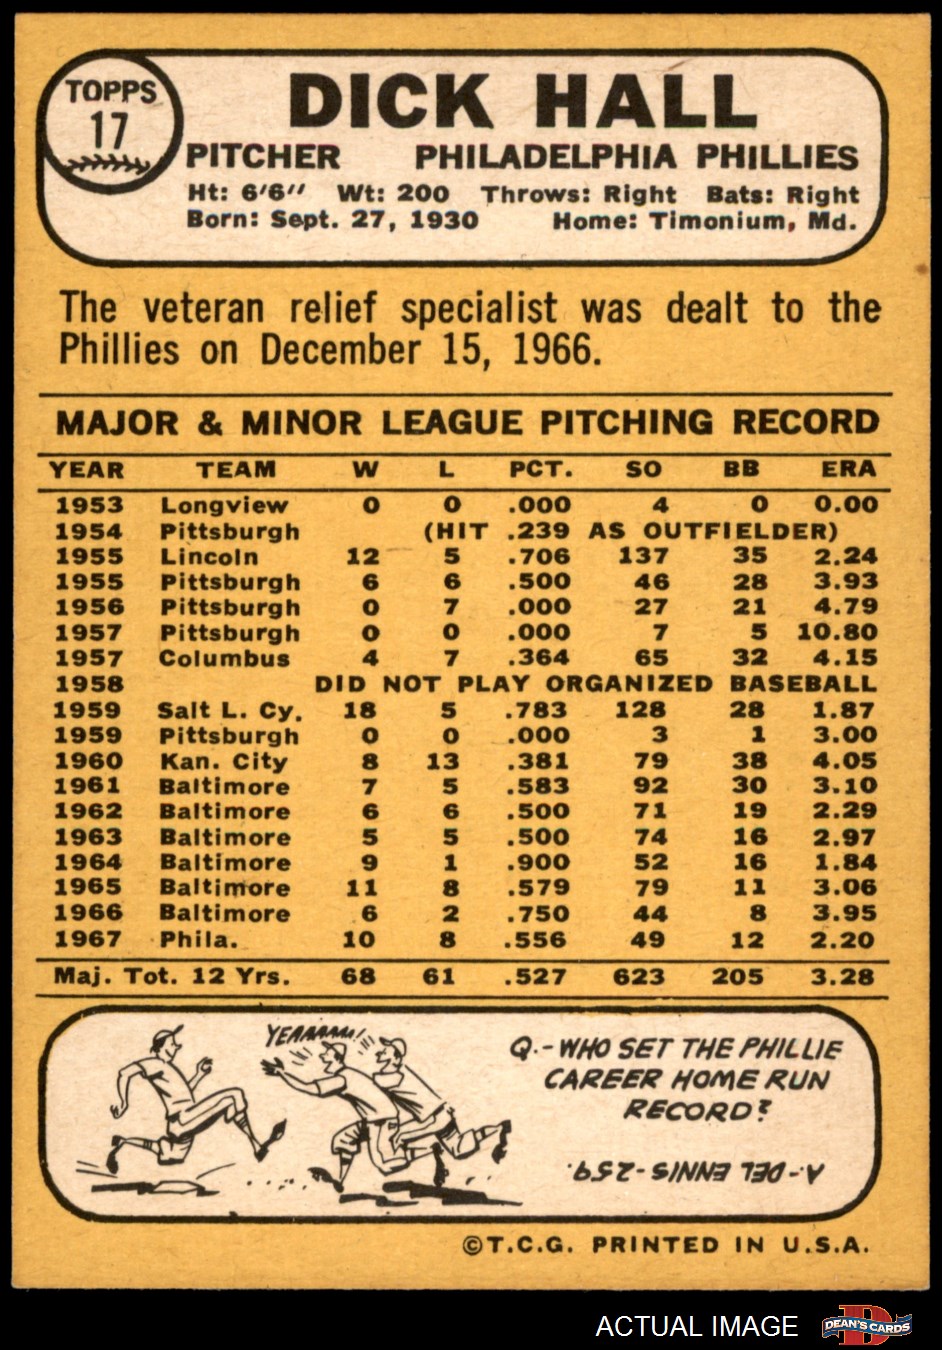 TOPPS
17
DICK HALL
PITCHER PHILADELPHIA PHILLIES
Ht: 6'6" Wt: 200 Throws: Right Bats: Right
Born: Sept. 27, 1930 Home: Timonium, Md.
The veteran relief specialist was dealt to the
Phillies on December 15, 1966.
MAJOR & MINOR LEAGUE PITCHING RECORD
YEAR TEAM W L PCT. SO BB ERA
1953 Longview 0 0 .000 4 0 0.00
1954 Pittsburgh (HIT .239 AS OUTFIELDER)
1955 Lincoln 12 5 .706 137 35 2.24
1955 Pittsburgh 6 6 .500 46 28 3.93
1956 Pittsburgh 0 7 .000 27 21 4.79
1957 Pittsburgh 0 0 .000 7 5 10.80
1957 Columbus 4 7 .364 65 32 4.15
1958 DID NOT PLAY ORGANIZED BASEBALL
1959 Salt L. Cy. 18 5 .783 128 28 1.87
1959 Pittsburgh 0 0 .000 3 1 3.00
1960 Kan. City 8 13 .381 79 38 4.05
1961 Baltimore 7 5 .583 92 30 3.10
1962 Baltimore 6 6 .500 71 19 2.29
1963 Baltimore 5 5 .500 74 16 2.97
1964 Baltimore 9 1 .900 52 16 1.84
1965 Baltimore 11 8 .579 79 11 3.06
1966 Baltimore 6 2 .750 44 8 3.95
1967 Phila. 10 8 .556 49 12 2.20
Maj. Tot. 12 Yrs. 68 61 .527 623 205 3.28
YEAAAAAA!
Q.-WHO SET THE PHILLIE
CAREER HOME RUN
RECORD?
A.-DEL ENNIS-259.
©T.C.G. PRINTED IN U.S.A.
ACTUAL IMAGE
DEAN'S CARDS